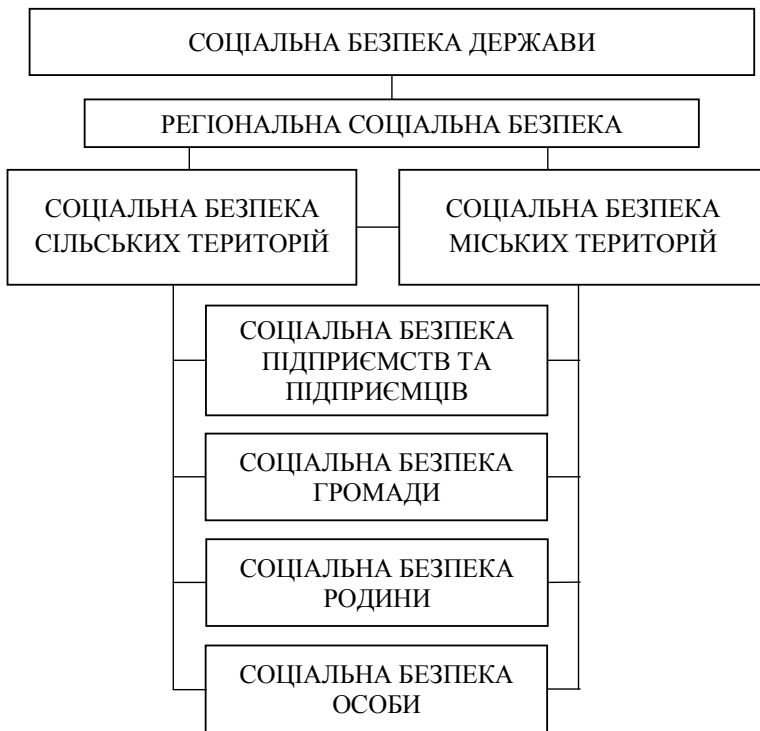 СОЦІАЛЬНА БЕЗПЕКА ДЕРЖАВИ
РЕГІОНАЛЬНА СОЦІАЛЬНА БЕЗПЕКА
СОЦІАЛЬНА БЕЗПЕКА
СІЛЬСЬКИХ ТЕРИТОРІЙ
СОЦІАЛЬНА БЕЗПЕКА
МІСЬКИХ ТЕРИТОРІЙ
СОЦІАЛЬНА БЕЗПЕКА
ПІДПРИЄМСТВ ТА
ПІДПРИЄМЦІВ
СОЦІАЛЬНА БЕЗПЕКА
ГРОМАДИ
СОЦІАЛЬНА БЕЗПЕКА
РОДИНИ
СОЦІАЛЬНА БЕЗПЕКА
ОСОБИ